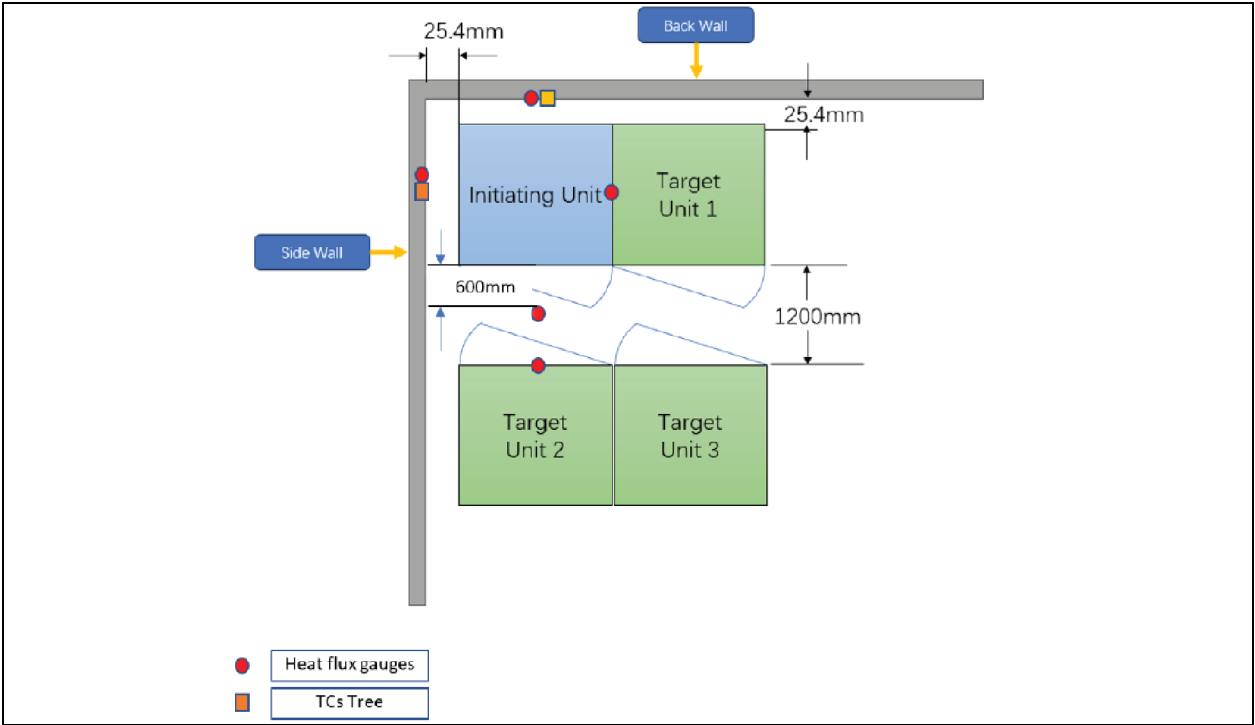 Back Wall
25.4mm
25.4mm
Initiating Unit
Target
Unit 1
Side Wall
600mm
1200mm
Target
Unit 2
Target
Unit 3
Heat flux gauges
TCs Tree